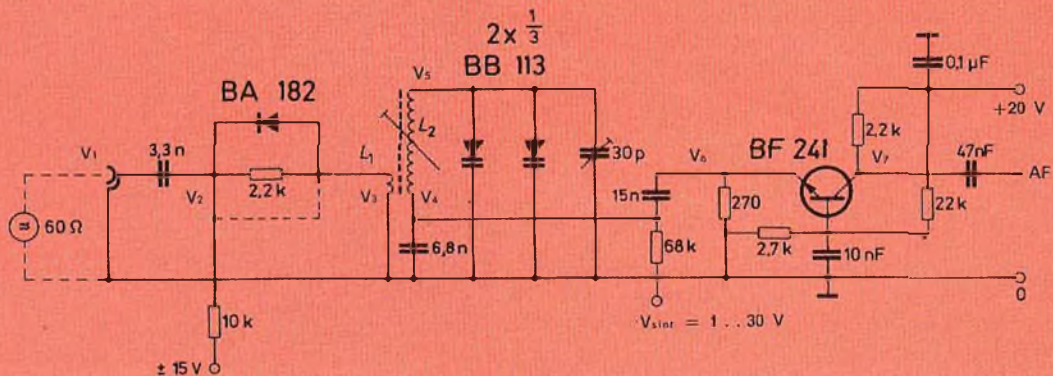 2x 1/3
BB 113
BA 182
BF 241
V5
0,1 µF
+20 V
V1
3,3 n
2,2 k
L1
L2
30 p
V6
2,2 k
V7
47nF
AF
V2
V3
V4
15n
60 Ω
270
22 k
6,8 n
68 k
2,7 k
10 nF
10 k
Vsint = 1 . . 30 V
0
± 15 V